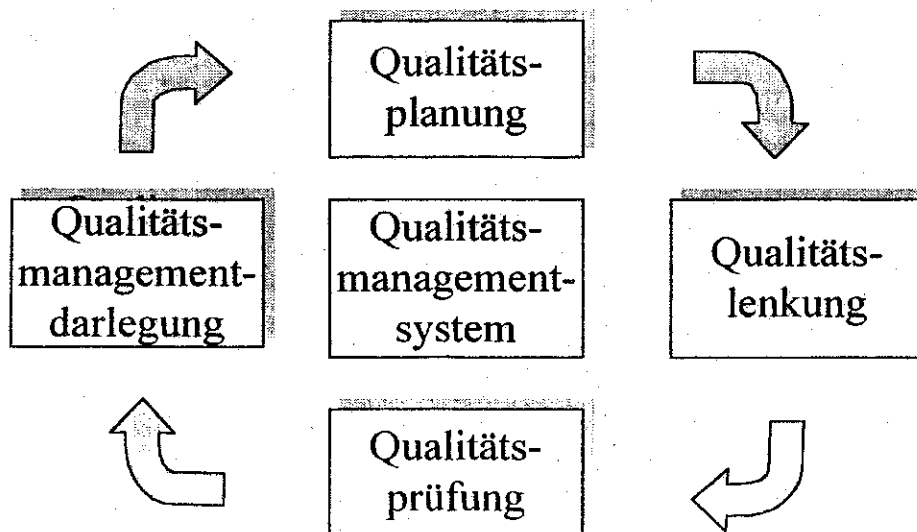 Qualitäts-
planung
Qualitäts-
management-
darlegung
Qualitäts-
management-
system
Qualitäts-
lenkung
Qualitäts-
prüfung